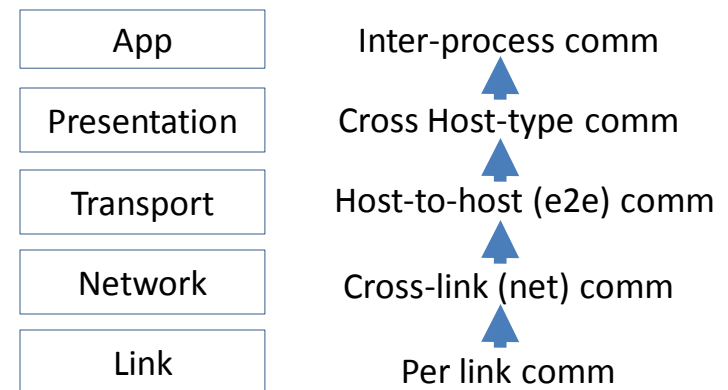 App
Inter-process comm
Presentation
Cross Host-type comm
Transport
Host-to-host (e2e) comm
Network
Cross-link (net) comm
Link
Per link comm